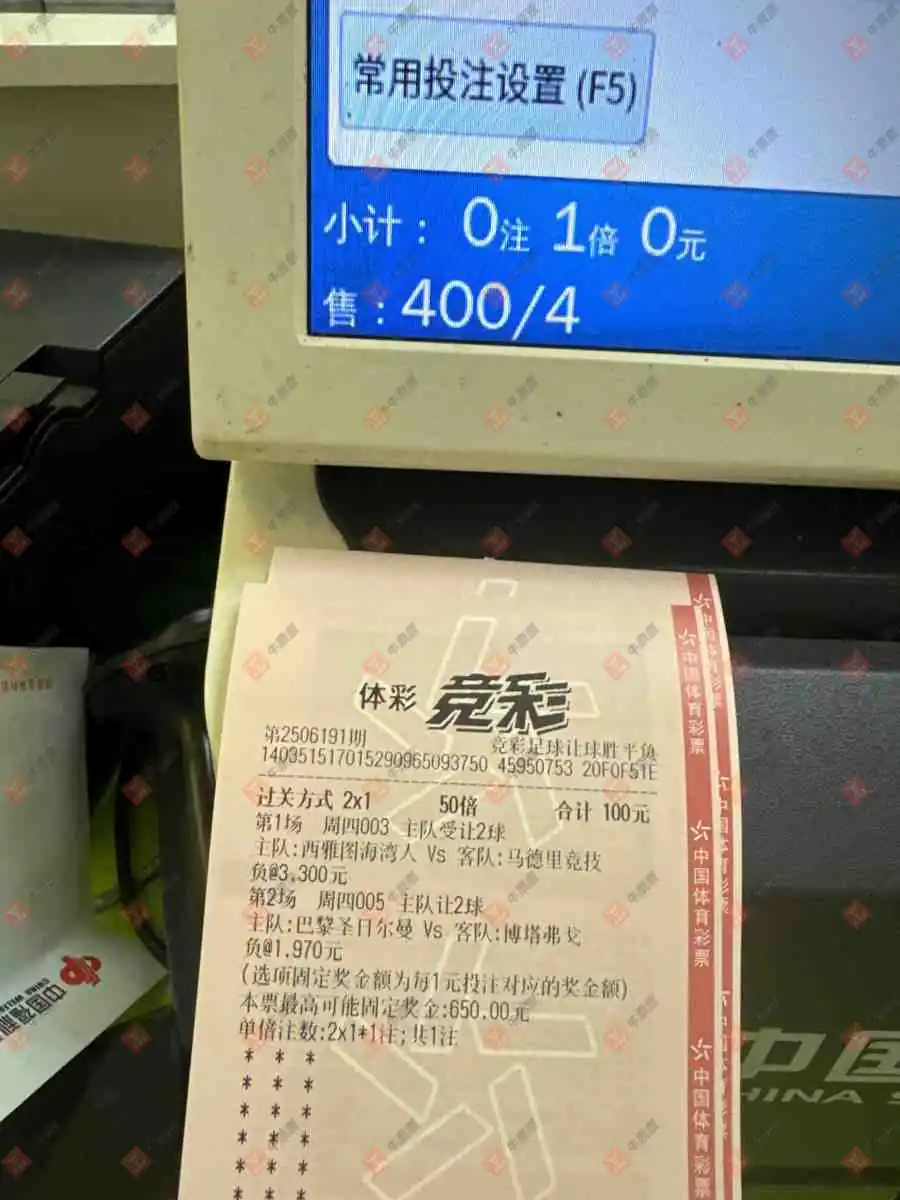 常用投注设置 (F5)
小计： 0注 1倍 0元
售：400/4
体彩 竞彩
第2506191期 竞彩足球让球胜平负
140351517015290965093750 45950753 20F0F51E
过关方式 2x1 50倍 合计 100元
第1场 周四003 主队受让2球
主队:西雅图海湾人 Vs 客队:马德里竞技
负@3.300元
第2场 周四005 主队让2球
主队:巴黎圣日尔曼 Vs 客队:博塔弗戈
负@1.970元
(选项固定奖金额为每1元投注对应的奖金额)
本票最高可能固定奖金:650.00元
单倍注数:2x1*1注;共1注
* * *
* * *
* * *
* * *
* * *
* * *
中国体育彩票
中国体育彩票
中国体育彩票
中国
CHINA S